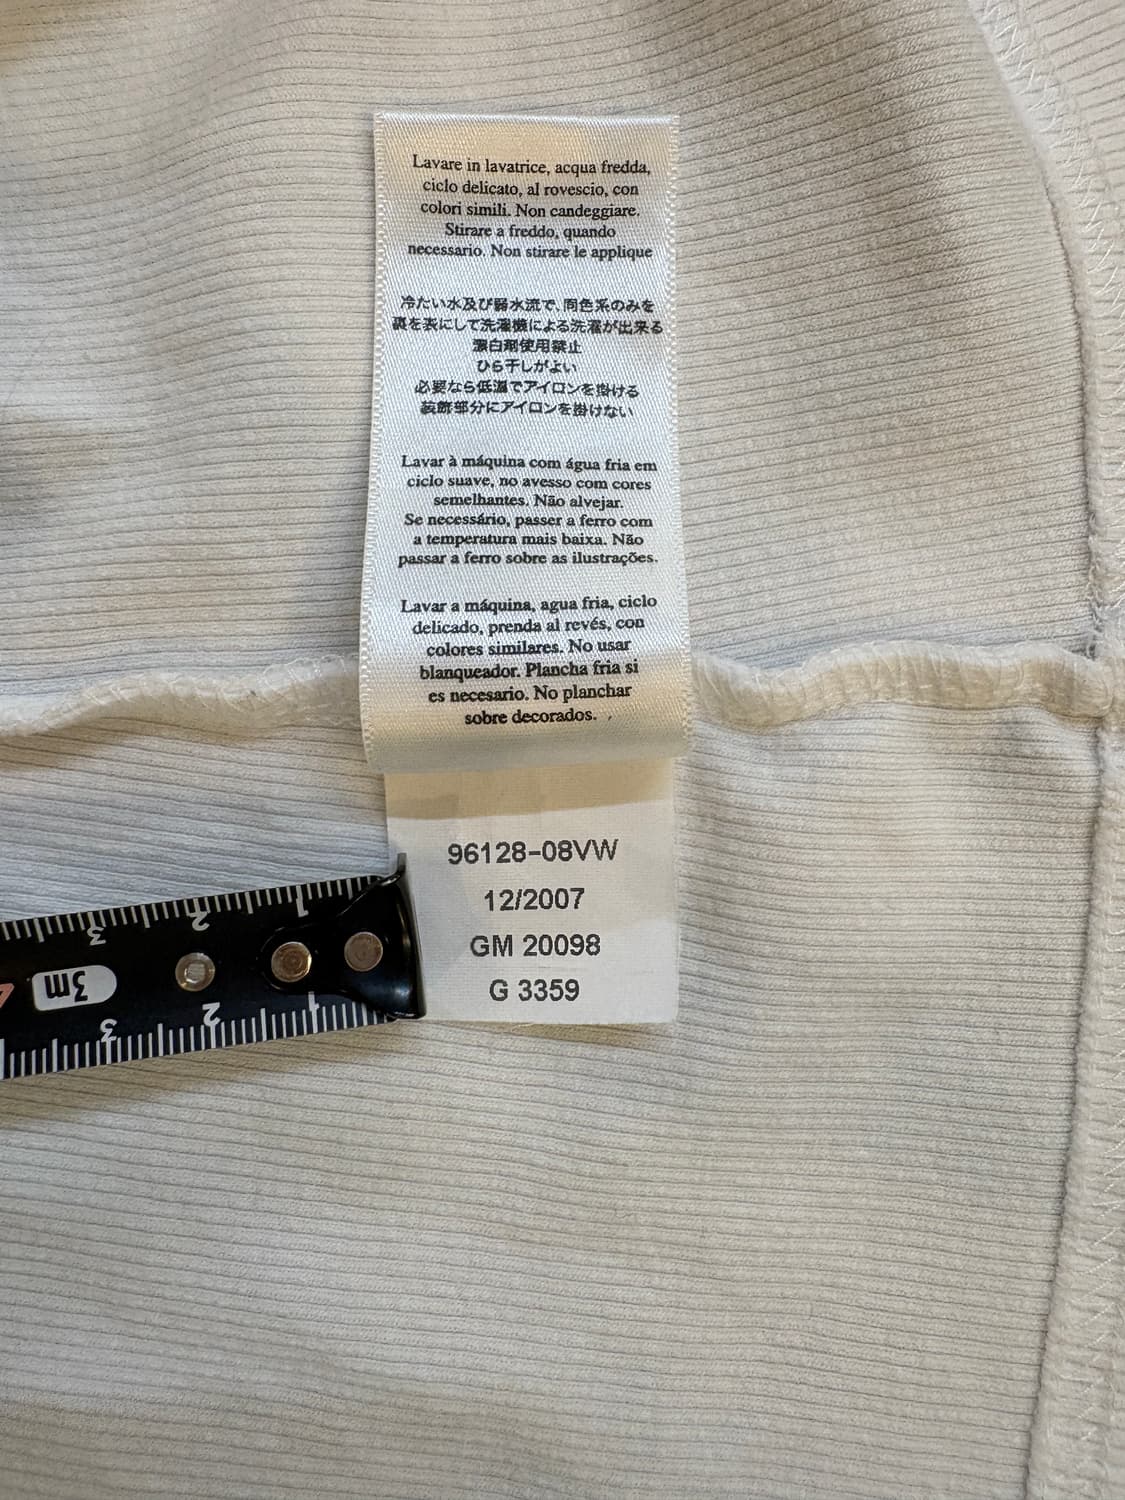 Lavare in lavatrice, acqua fredda,
ciclo delicato, al rovescio, con
colori simili. Non candeggiare.
Stirare a freddo, quando
necessario. Non stirare le applique
冷たい水及び弱水流で、同色系のみを
裏を表にして洗濯機による洗濯が出来る
漂白剤使用禁止
ひら干しがよい
必要なら低温でアイロンを掛ける
装飾部分にアイロンを掛けない
Lavar à máquina com água fria em
ciclo suave, no avesso com cores
semelhantes. Não alvejar.
Se necessário, passer a ferro com
a temperatura mais baixa. Não
passar a ferro sobre as ilustrações.
Lavar a máquina, agua fria, ciclo
delicado, prenda al revés, con
colores similares. No usar
blanqueador. Plancha fria si
es necesario. No planchar
sobre decorados.
96128-08VW
12/2007
GM 20098
G 3359
1 2 3
3m 4
1 2 3